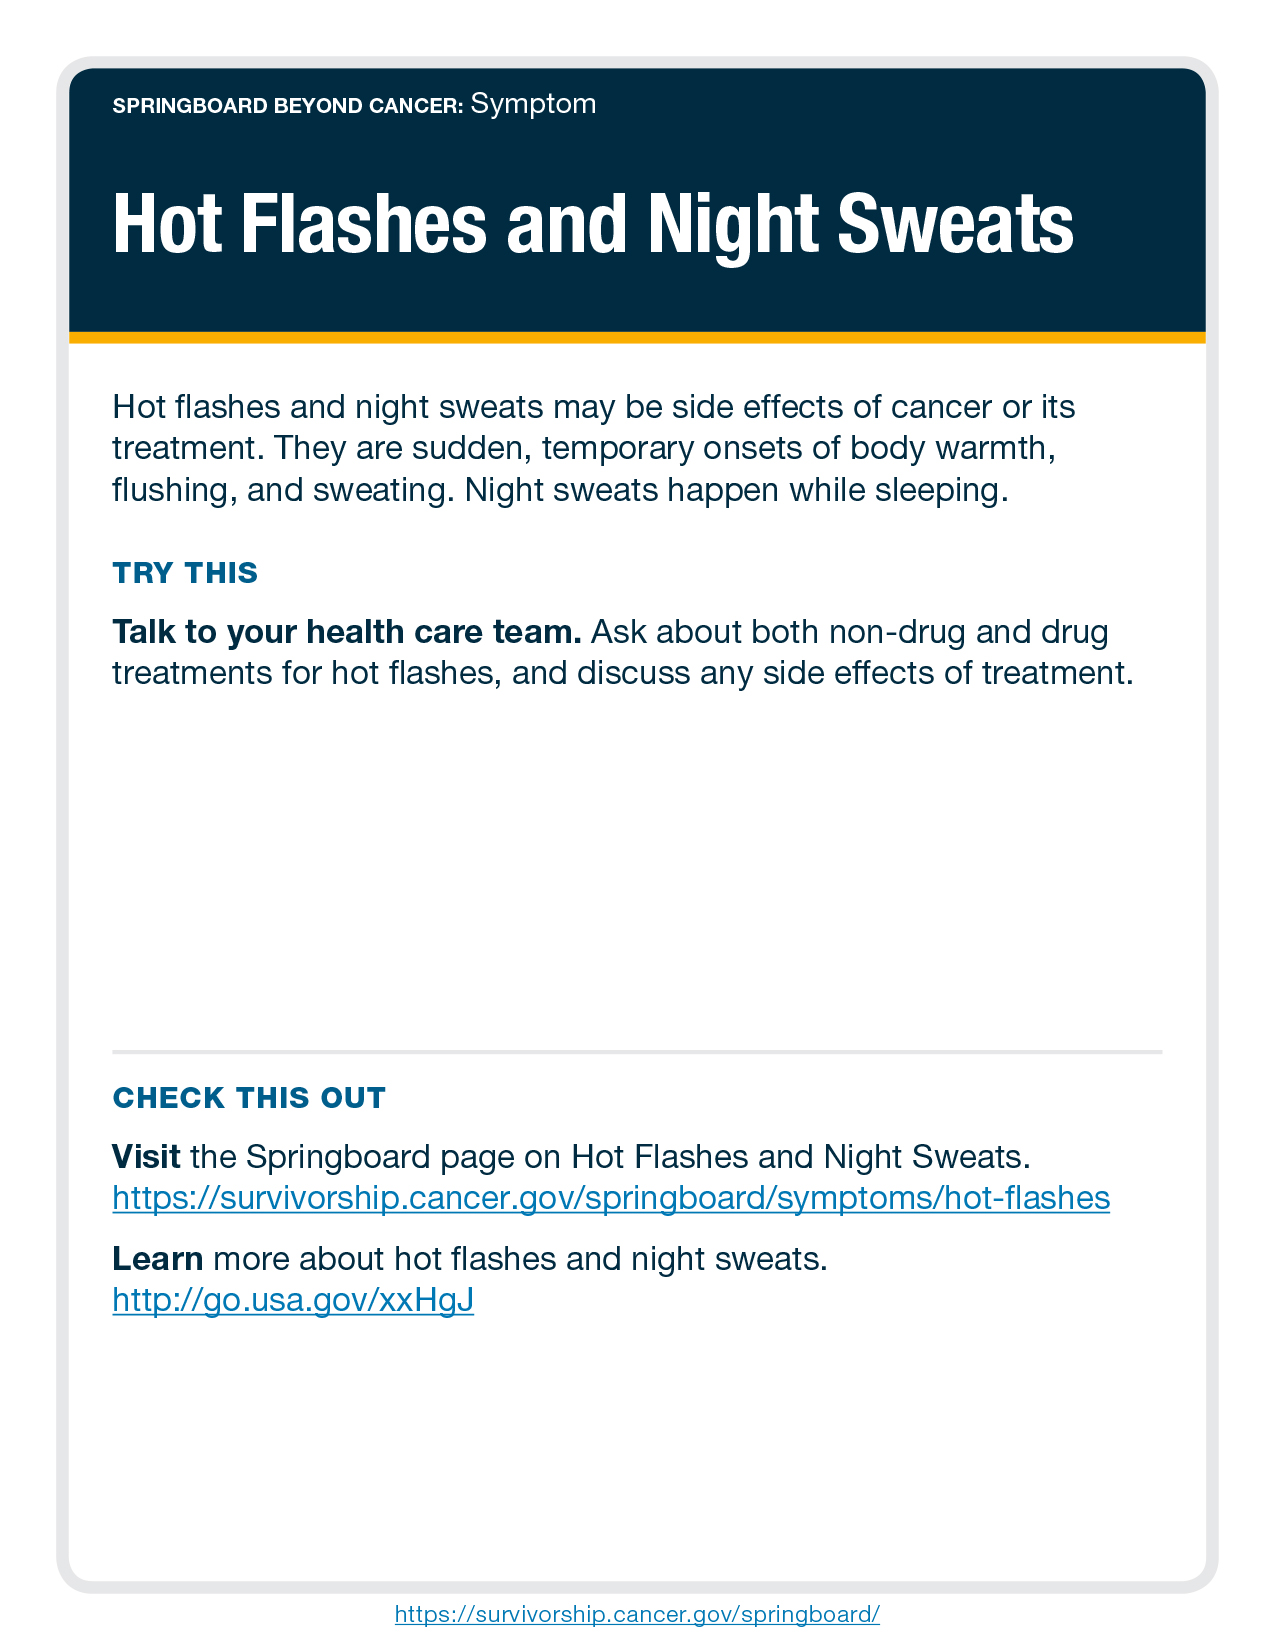 SPRINGBOARD BEYOND CANCER: Symptom
Hot Flashes and Night Sweats
Hot flashes and night sweats may be side effects of cancer or its
treatment. They are sudden, temporary onsets of body warmth,
flushing, and sweating. Night sweats happen while sleeping.
TRY THIS
Talk to your health care team. Ask about both non-drug and drug
treatments for hot flashes, and discuss any side effects of treatment.
CHECK THIS OUT
Visit the Springboard page on Hot Flashes and Night Sweats.
https://survivorship.cancer.gov/springboard/symptoms/hot-flashes
Learn more about hot flashes and night sweats.
http://go.usa.gov/xxHgJ
https://survivorship.cancer.gov/springboard/